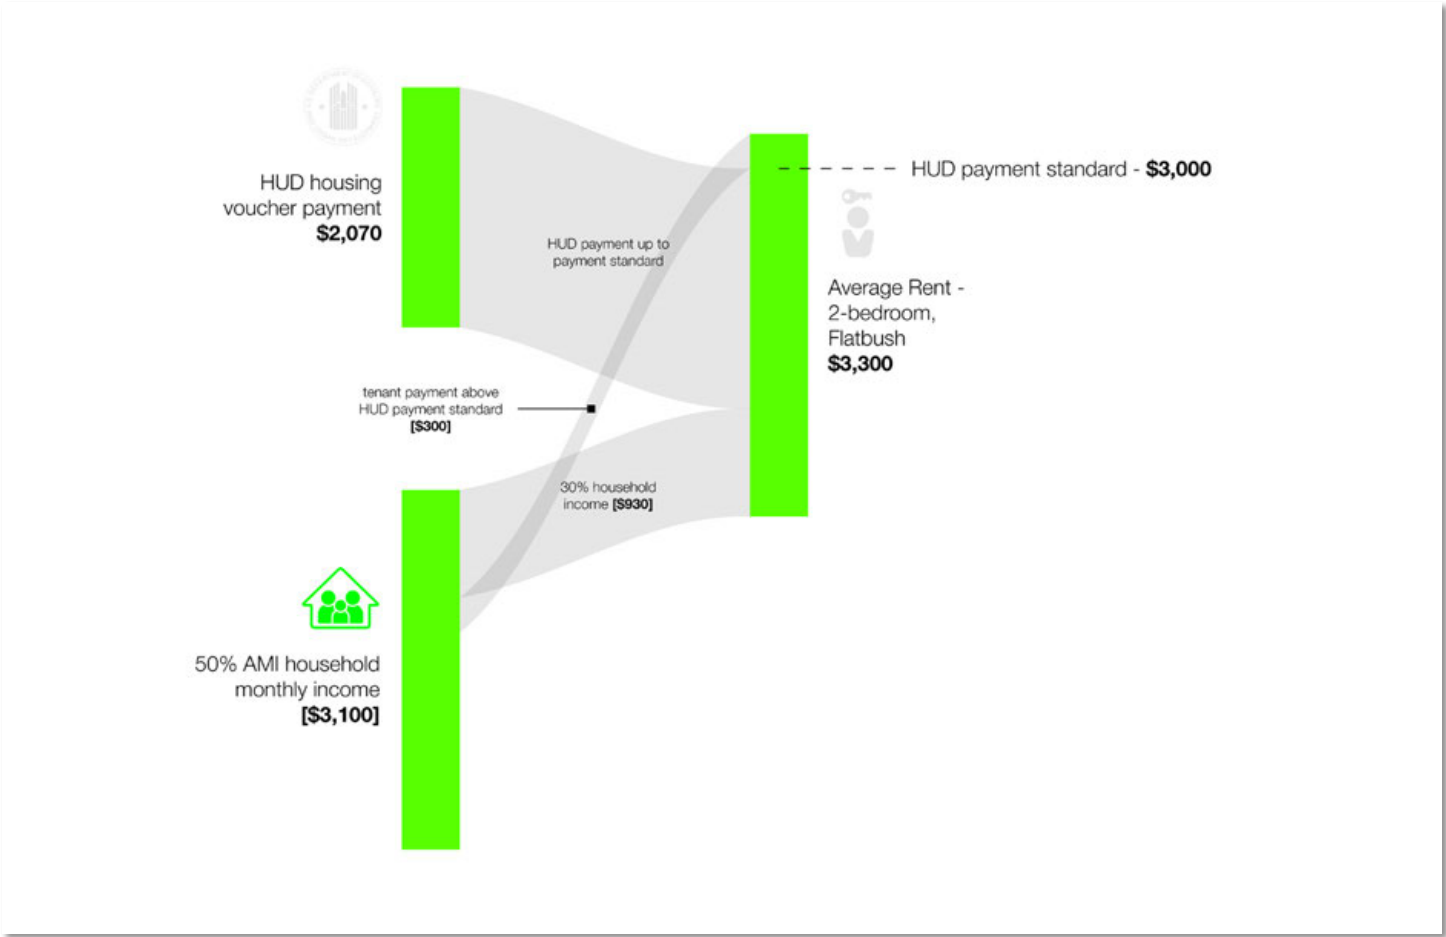 HUD housing
voucher payment
$2,070
HUD payment up to
payment standard
HUD payment standard - $3,000
Average Rent -
2-bedroom,
Flatbush
$3,300
tenant payment above
HUD payment standard
[$300]
30% household
income [$930]
50% AMI household
monthly income
[$3,100]